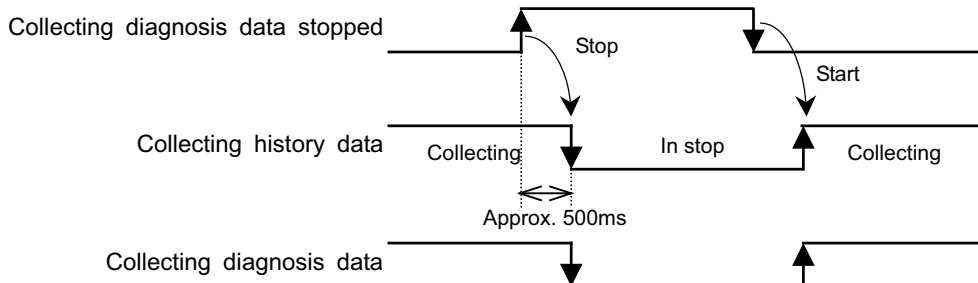 Collecting diagnosis data stopped
Stop
Start
Collecting history data
Collecting
In stop
Collecting
Approx. 500ms
Collecting diagnosis data